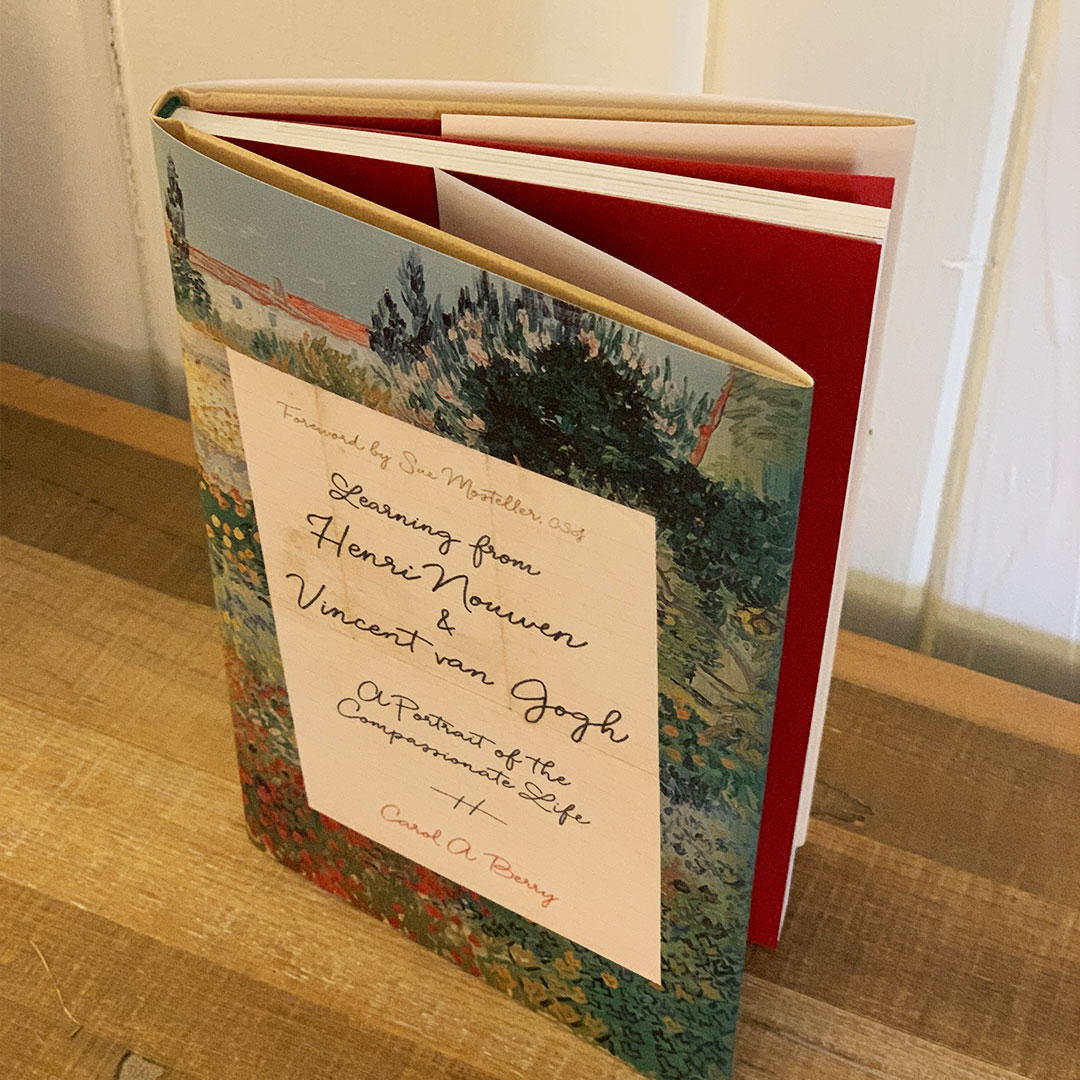 Foreword by Sue Mosteller, CSJ
Learning from
Henri Nouwen
&
Vincent van Gogh
A Portrait of the
Compassionate Life
Carol A Berry